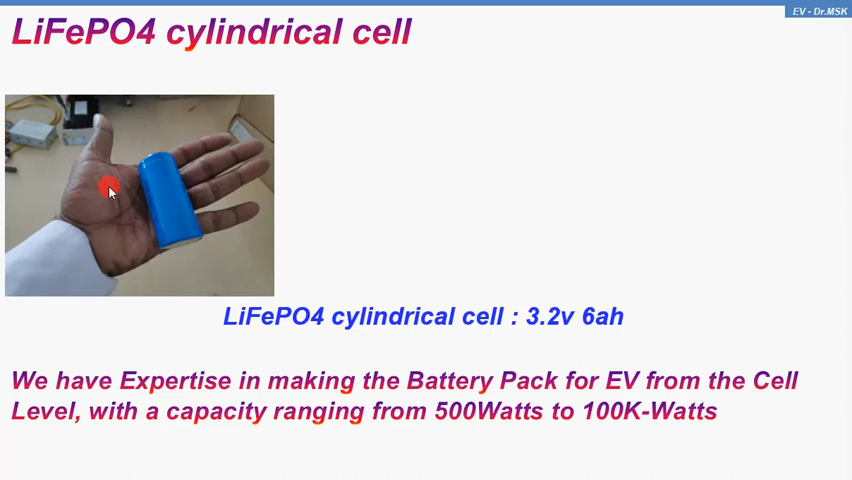 EV - Dr.MSK
LiFePO4 cylindrical cell
LiFePO4 cylindrical cell : 3.2v 6ah
We have Expertise in making the Battery Pack for EV from the Cell
Level, with a capacity ranging from 500Watts to 100K-Watts